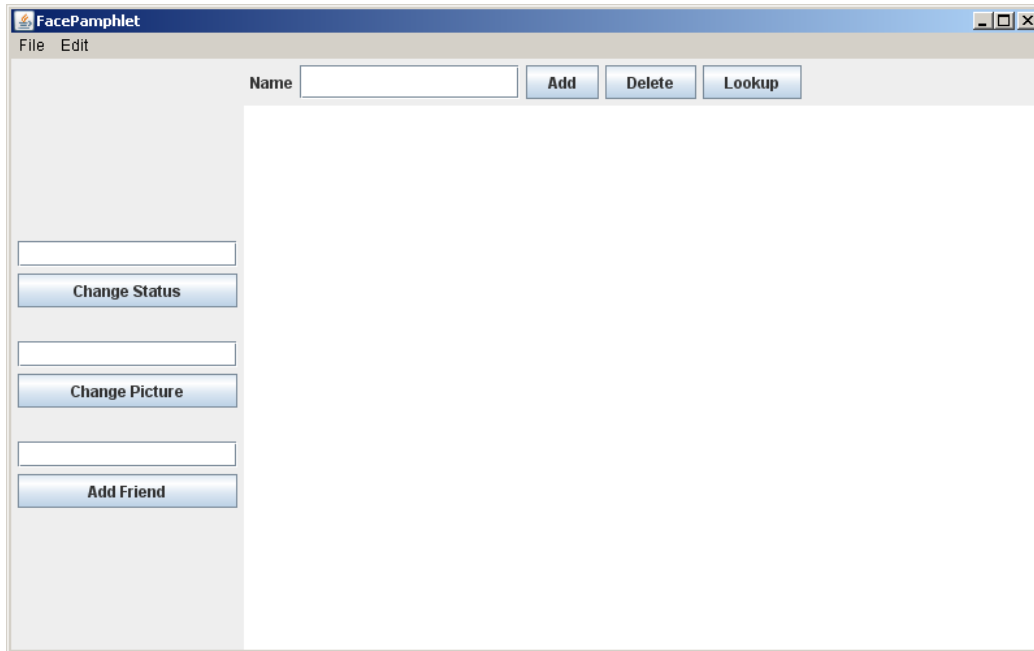 FacePamphlet
File Edit
Name Add Delete Lookup
Change Status
Change Picture
Add Friend